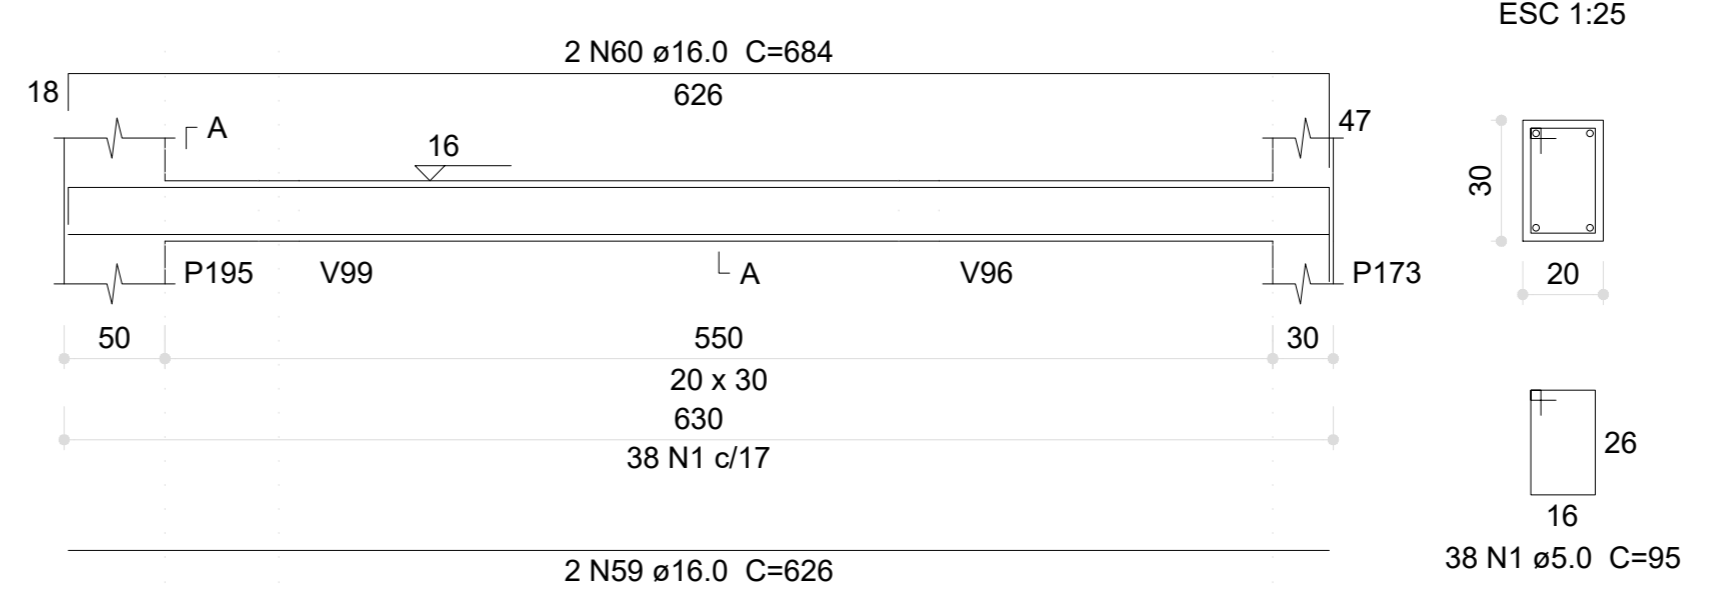 ESC 1:25
2 N60 ø16.0 C=684
18
626
47
A
16
30
P195
V99
A
V96
P173
20
50
550
30
20 x 30
630
38 N1 c/17
26
16
2 N59 ø16.0 C=626
38 N1 ø5.0 C=95